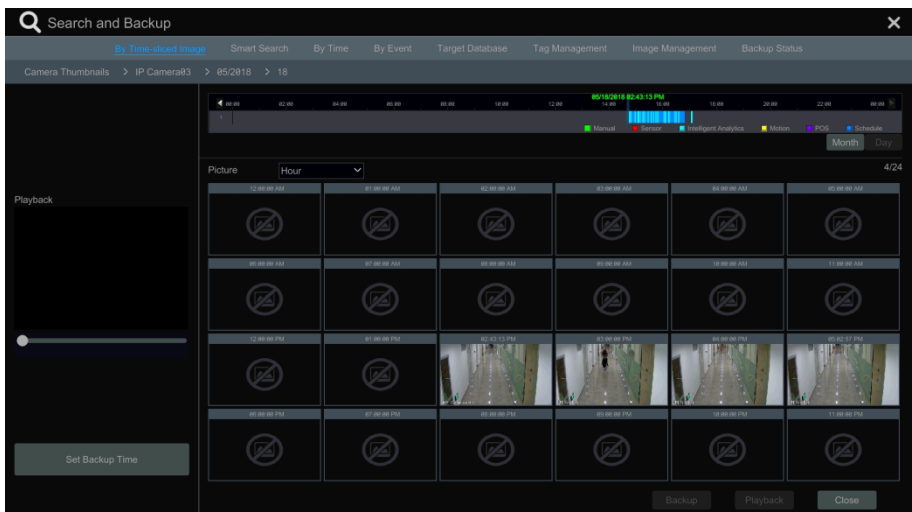 Search and Backup
By Time-sliced Image Smart Search By Time By Event Target Database Tag Management Image Management Backup Status
Camera Thumbnails > IP Camera03 > 05/2018 > 18
05/18/2018 02:43:13 PM
00:00 02:00 04:00 06:00 08:00 10:00 12:00 14:00 16:00 18:00 20:00 22:00 00:00
1
Manual Sensor Intelligent Analytics Motion POS Schedule
Month Day
Picture Hour 4/24
Playback
12:00:00 AM 01:00:00 AM 02:00:00 AM 03:00:00 AM 04:00:00 AM 05:00:00 AM
06:00:00 AM 07:00:00 AM 08:00:00 AM 09:00:00 AM 10:00:00 AM 11:00:00 AM
12:00:00 PM 01:00:00 PM 02:43:13 PM 03:00:00 PM 04:00:00 PM 05:02:57 PM
06:00:00 PM 07:00:00 PM 08:00:00 PM 09:00:00 PM 10:00:00 PM 11:00:00 PM
Set Backup Time
Backup Playback Close